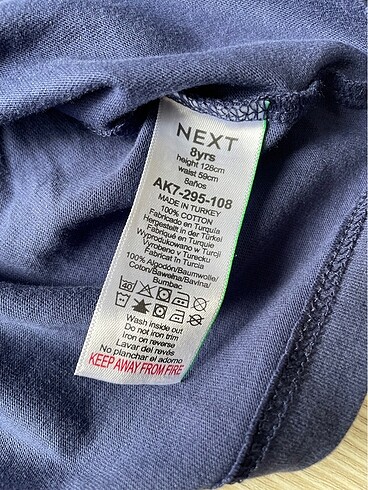 NEXT
8yrs
height 128cm
waist 59cm
8años
AK7-295-108
MADE IN TURKEY
100% COTTON
Fabricado en Turquía
Hergestellt in der Türkei
Fabriqué en Turquie
Wyprodukowano w Turcji
Vyrobeno v Turecku
Fabricat în Turcia
100% Algodón/Baumwolle/
Coton/Bawełna/Bavlna/
Bumbac
40
Wash inside out
Do not iron trim
Iron on reverse
Lavar del revés
No planchar el adorno
KEEP AWAY FROM FIRE